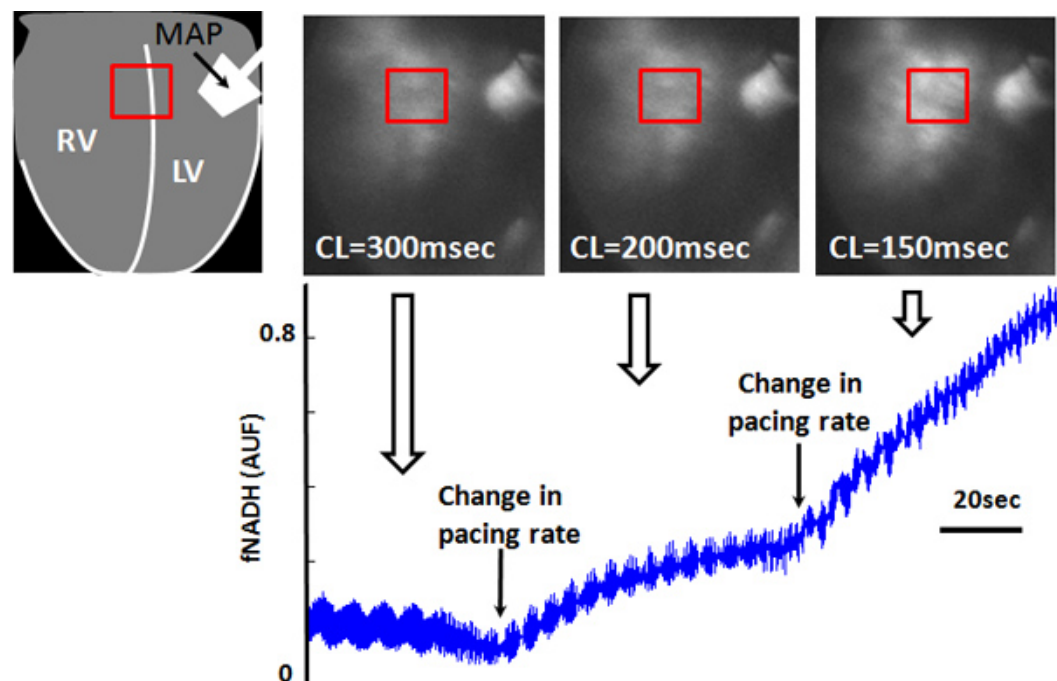 MAP
RV
LV
CL=300msec
CL=200msec
CL=150msec
0.8
0
fNADH (AUF)
Change in
pacing rate
Change in
pacing rate
20sec